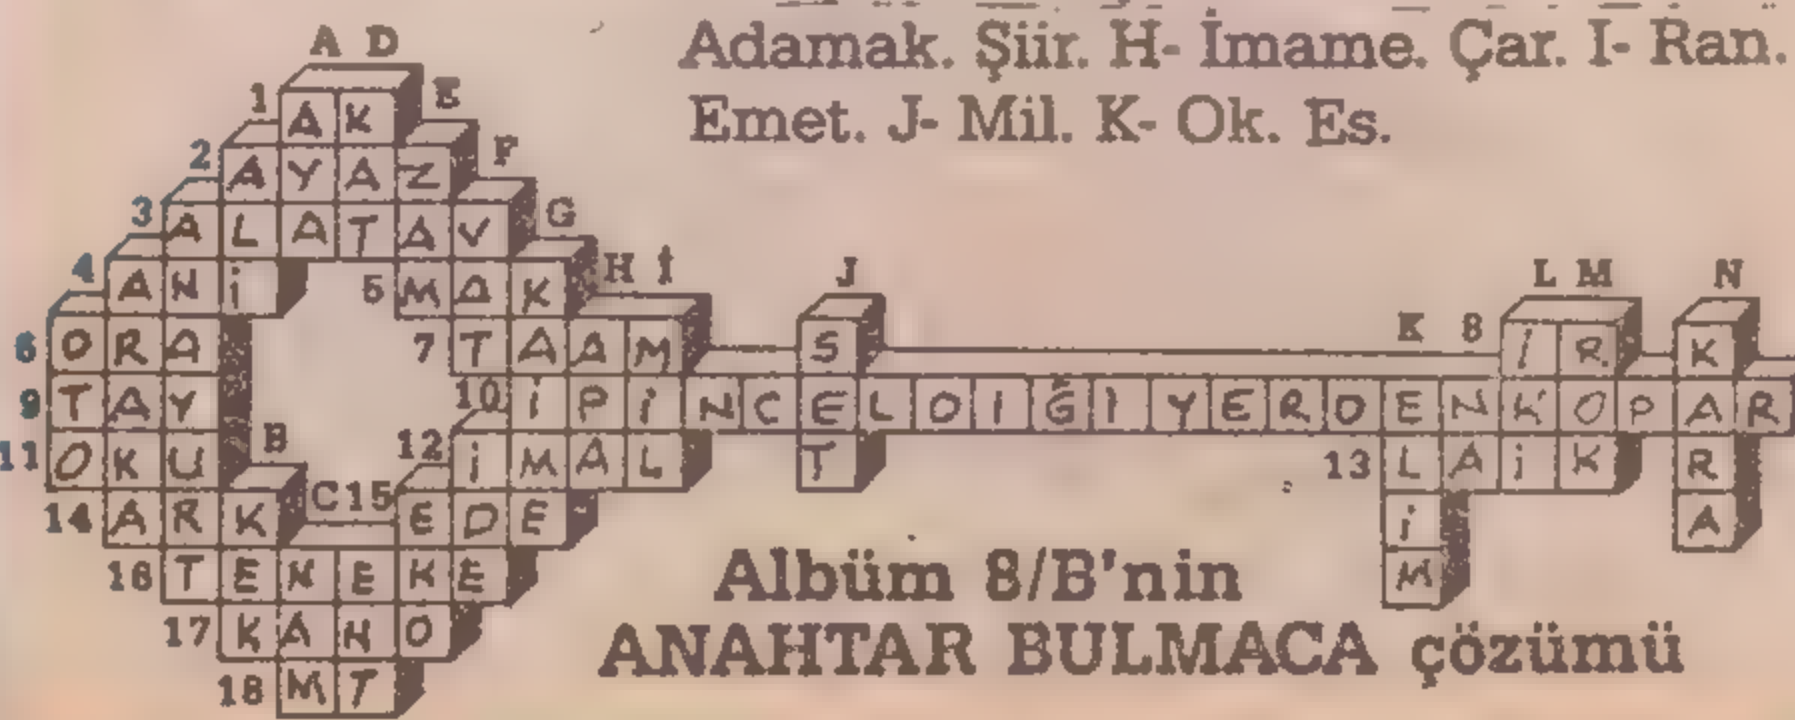 Adamak. Şiir. H- İmame. Çar. I- Ran.
Emet. J- Mil. K- Ok. Es.
A D
1 A K E
2 A Y A Z F
3 A L A T A V G
4 A N İ 5 M A K H İ J L M N
6 O R A 7 T A A M S K 8 İ R K
9 T A Y 10 İ P İ N C E L D I Ğ I Y E R D E N K O P A R
11 O K U B 12 İ M A L T 13 L A İ K R
14 A R K C 15 E D E İ A
16 T E N E K E M
17 K A N O
18 M T
Albüm 8/B'nin
ANAHTAR BULMACA çözümü